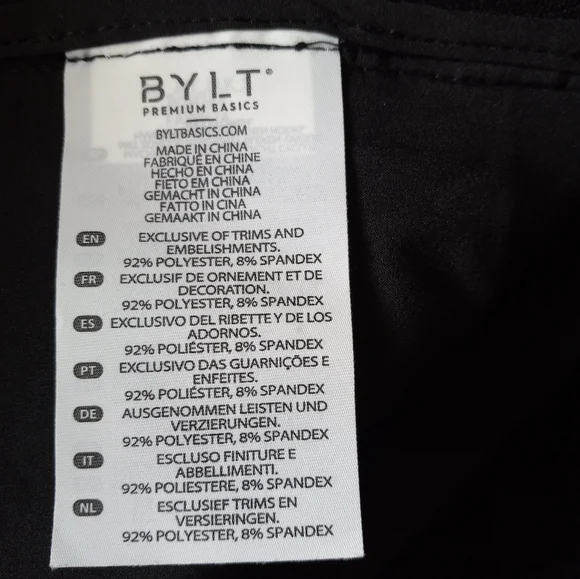 BYLT®
PREMIUM BASICS
BYLTBASICS.COM
MADE IN CHINA
FABRIQUÉ EN CHINE
HECHO EN CHINA
FIETO EM CHINA
GEMACHT IN CHINA
FATTO IN CINA
GEMAAKT IN CHINA
EN EXCLUSIVE OF TRIMS AND
EMBELISHMENTS.
92% POLYESTER, 8% SPANDEX
FR EXCLUSIF DE ORNEMENT ET DE
DECORATION.
92% POLYESTER, 8% SPANDEX
ES EXCLUSIVO DEL RIBETTE Y DE LOS
ADORNOS.
92% POLIÉSTER, 8% SPANDEX
PT EXCLUSIVO DAS GUARNIÇÕES E
ENFEITES.
92% POLIÉSTER, 8% SPANDEX
DE AUSGENOMMEN LEISTEN UND
VERZIERUNGEN.
92% POLYESTER, 8% SPANDEX
IT ESCLUSO FINITURE E
ABBELLIMENTI.
92% POLIESTERE, 8% SPANDEX
NL ESCLUSIEF TRIMS EN
VERSIERINGEN.
92% POLYESTER, 8% SPANDEX